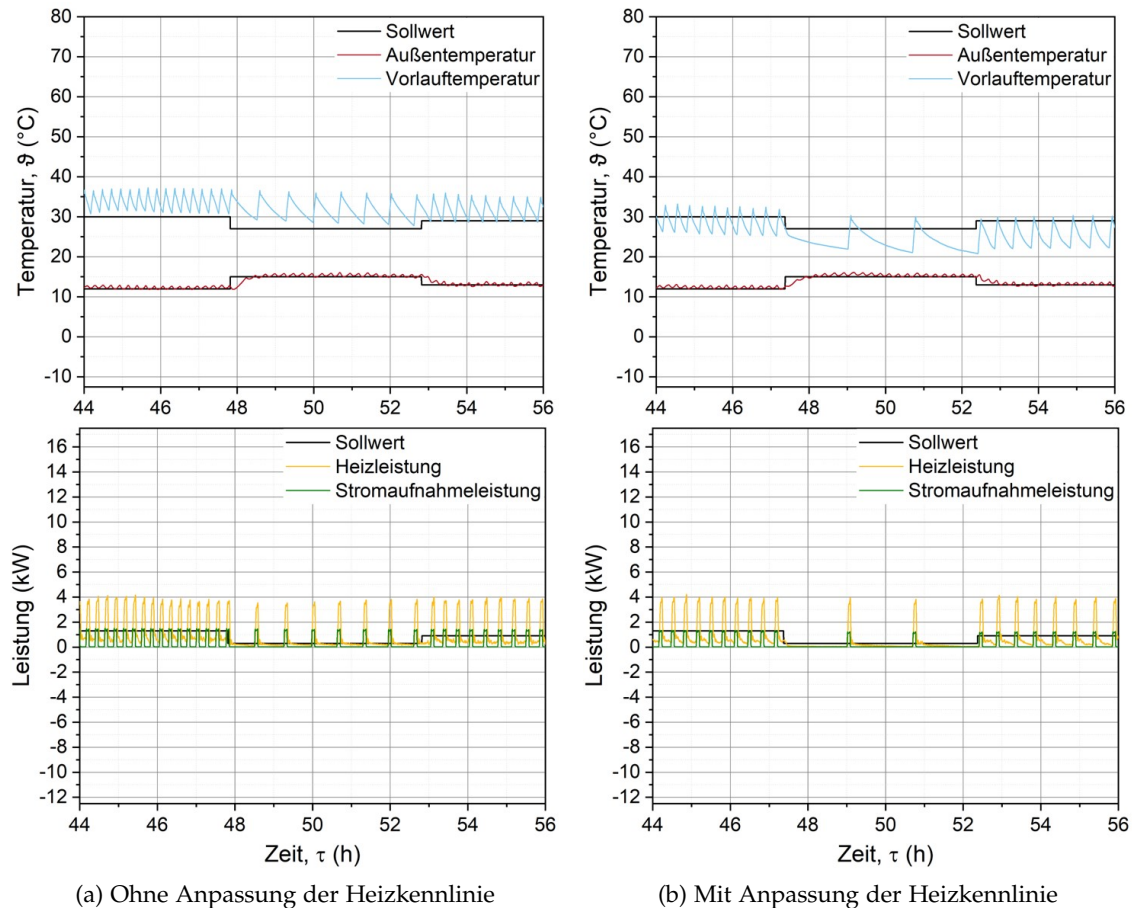 80
70
60
50
40
30
20
10
0
-10
Temperatur, ϑ (°C)
Sollwert
Außentemperatur
Vorlauftemperatur
44 46 48 50 52 54 56
80
70
60
50
40
30
20
10
0
-10
Temperatur, ϑ (°C)
Sollwert
Außentemperatur
Vorlauftemperatur
44 46 48 50 52 54 56
16
14
12
10
8
6
4
2
0
-2
-4
-6
-8
-10
-12
Leistung (kW)
Sollwert
Heizleistung
Stromaufnahmeleistung
44 46 48 50 52 54 56
Zeit, τ (h)
(a) Ohne Anpassung der Heizkennlinie
16
14
12
10
8
6
4
2
0
-2
-4
-6
-8
-10
-12
Leistung (kW)
Sollwert
Heizleistung
Stromaufnahmeleistung
44 46 48 50 52 54 56
Zeit, τ (h)
(b) Mit Anpassung der Heizkennlinie